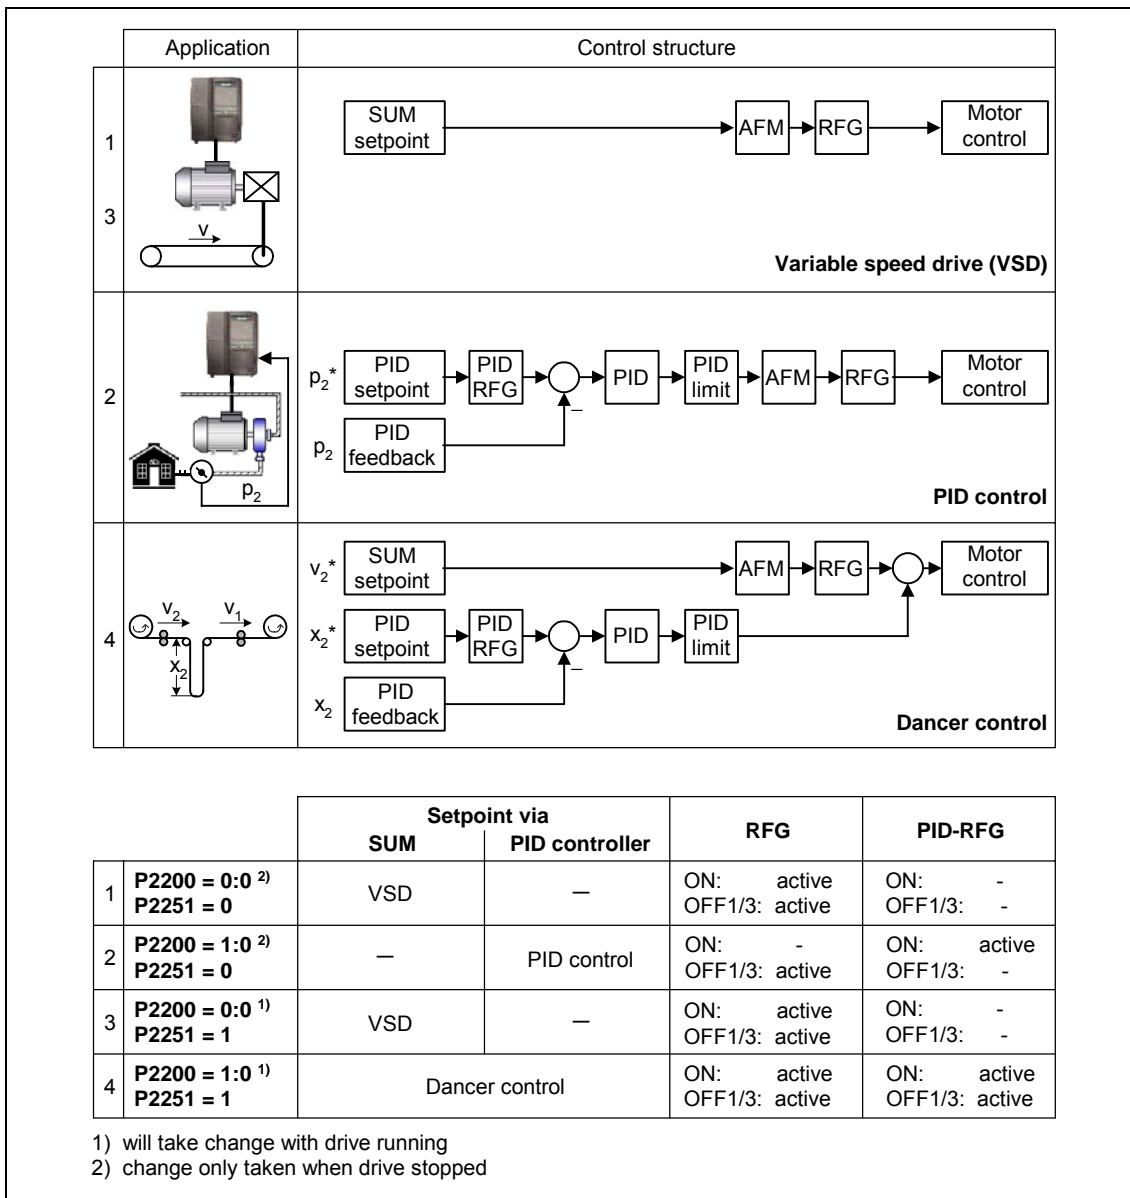 Application Control structure
1
3
v
SUM setpoint
AFM
RFG
Motor control
Variable speed drive (VSD)
2
p2
p2*
PID setpoint
PID RFG
PID
PID limit
AFM
RFG
Motor control
–
p2
PID feedback
PID control
4
v2
v1
x2
v2*
SUM setpoint
AFM
RFG
Motor control
x2*
PID setpoint
PID RFG
PID
PID limit
–
x2
PID feedback
Dancer control
Setpoint via
SUM PID controller RFG PID-RFG
1 P2200 = 0:0 2) VSD – ON: active ON: -
P2251 = 0 OFF1/3: active OFF1/3: -
2 P2200 = 1:0 2) – PID control ON: - ON: active
P2251 = 0 OFF1/3: active OFF1/3: -
3 P2200 = 0:0 1) VSD – ON: active ON: -
P2251 = 1 OFF1/3: active OFF1/3: -
4 P2200 = 1:0 1) Dancer control ON: active ON: active
P2251 = 1 OFF1/3: active OFF1/3: active
1) will take change with drive running
2) change only taken when drive stopped